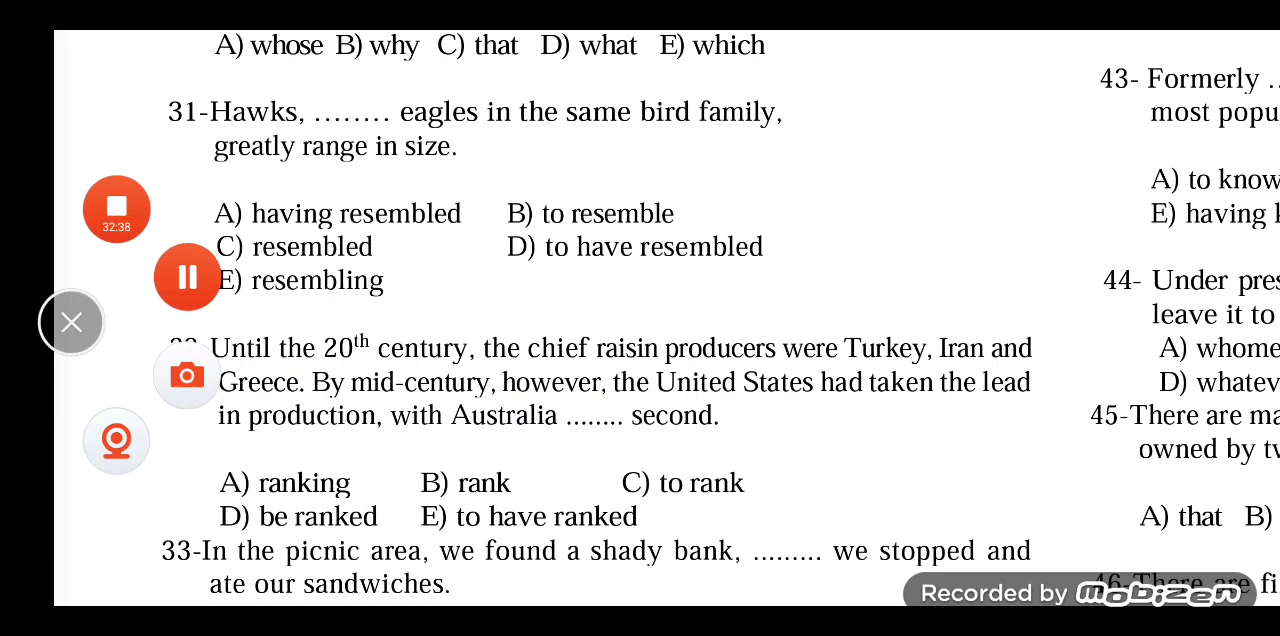 A) whose B) why C) that D) what E) which
31-Hawks, ........ eagles in the same bird family,
greatly range in size.
A) having resembled B) to resemble
C) resembled D) to have resembled
E) resembling
Until the 20th century, the chief raisin producers were Turkey, Iran and
Greece. By mid-century, however, the United States had taken the lead
in production, with Australia ........ second.
A) ranking B) rank C) to rank
D) be ranked E) to have ranked
33-In the picnic area, we found a shady bank, ......... we stopped and
ate our sandwiches.
43- Formerly ..
most popu
A) to know
E) having
44- Under pres
leave it to
A) whome
D) whatev
45-There are ma
owned by tw
A) that B)
46-There are fi
32:38
Recorded by mobizen